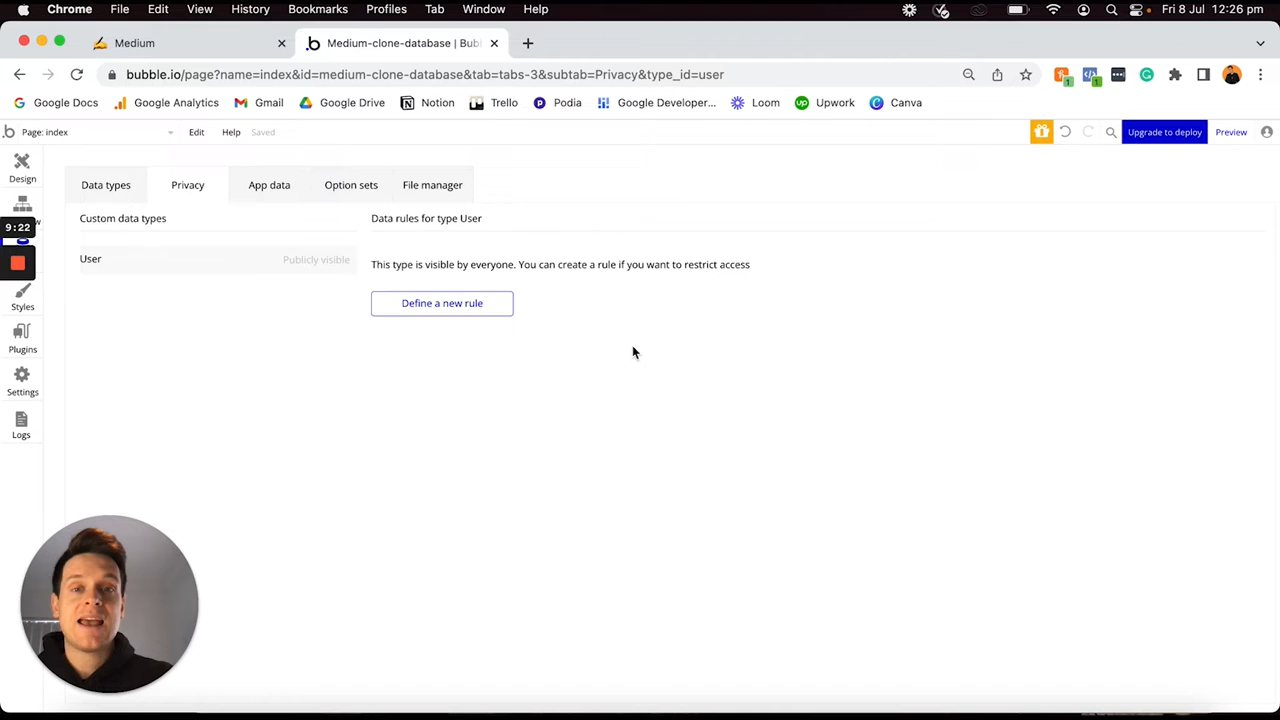 Chrome File Edit View History Bookmarks Profiles Tab Window Help Fri 8 Jul 12:26 pm
Medium
Medium-clone-database | Bubb
bubble.io/page?name=index&id=medium-clone-database&tab=tabs-3&subtab=Privacy&type_id=user
Google Docs Google Analytics Gmail Google Drive Notion Trello Podia Google Developer... Loom Upwork Canva
Page: index Edit Help Saved Upgrade to deploy Preview
Design
Data types Privacy App data Option sets File manager
Custom data types
Data rules for type User
9:22
User Publicly visible
This type is visible by everyone. You can create a rule if you want to restrict access
Define a new rule
Styles
Plugins
Settings
Logs